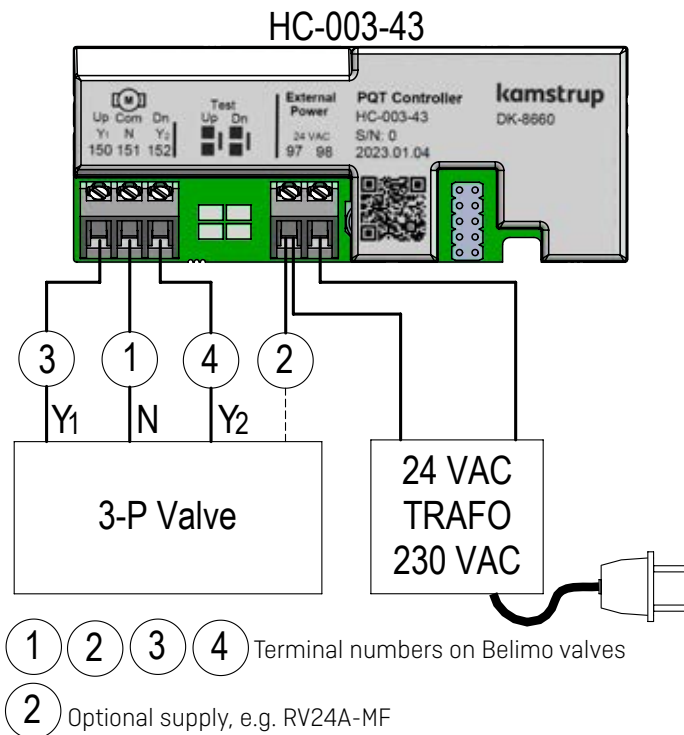 HC-003-43
M
Up Com Dn
Y1 N Y2
150 151 152
Test
Up Dn
External
Power
24 VAC
97 98
PQT Controller
HC-003-43
S/N: 0
2023.01.04
kamstrup
DK-8660
3 1 4 2
Y1 N Y2
3-P Valve
24 VAC
TRAFO
230 VAC
1 2 3 4 Terminal numbers on Belimo valves
2 Optional supply, e.g. RV24A-MF